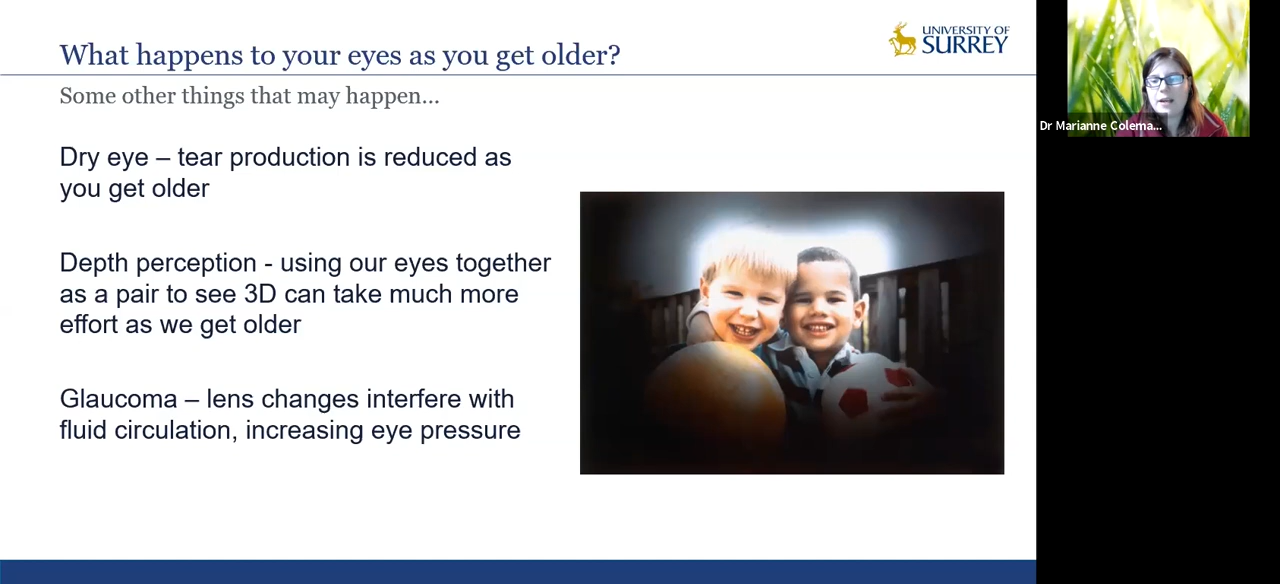 What happens to your eyes as you get older?
UNIVERSITY OF
SURREY
Some other things that may happen...
Dry eye – tear production is reduced as
you get older
Depth perception - using our eyes together
as a pair to see 3D can take much more
effort as we get older
Glaucoma – lens changes interfere with
fluid circulation, increasing eye pressure
Dr Marianne Colema...